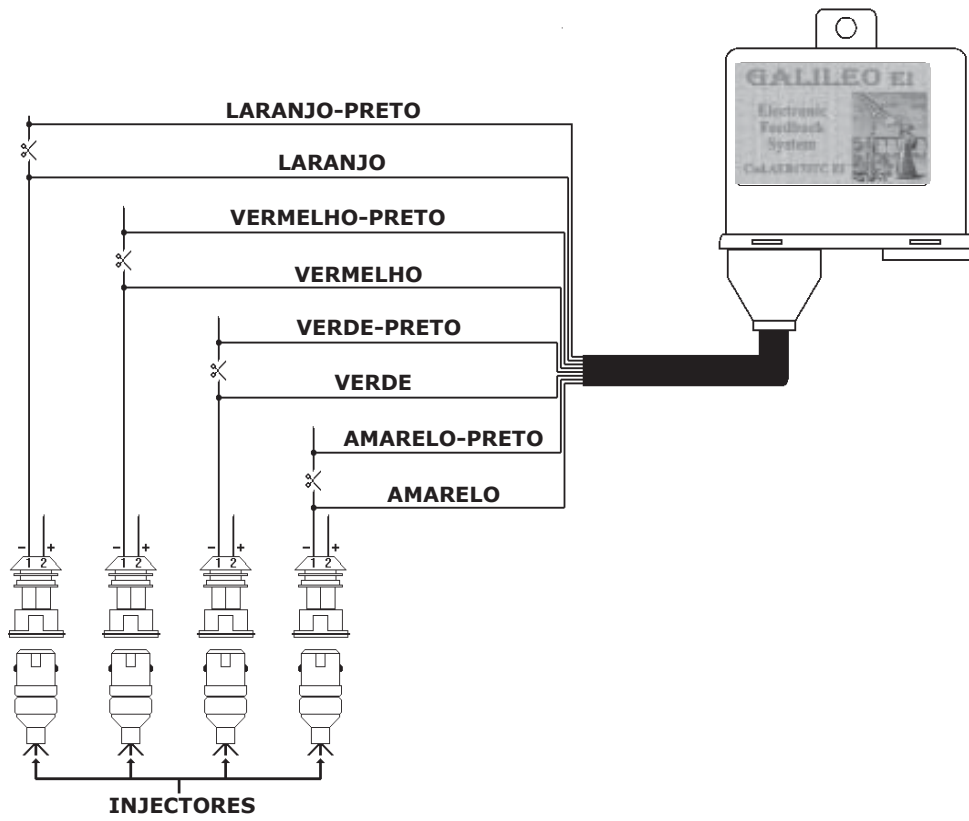 LARANJO-PRETO
LARANJO
VERMELHO-PRETO
VERMELHO
VERDE-PRETO
VERDE
AMARELO-PRETO
AMARELO
GALILEO EI
Electronic
Feedback
System
- +
- +
- +
- +
1 2
1 2
1 2
1 2
INJECTORES